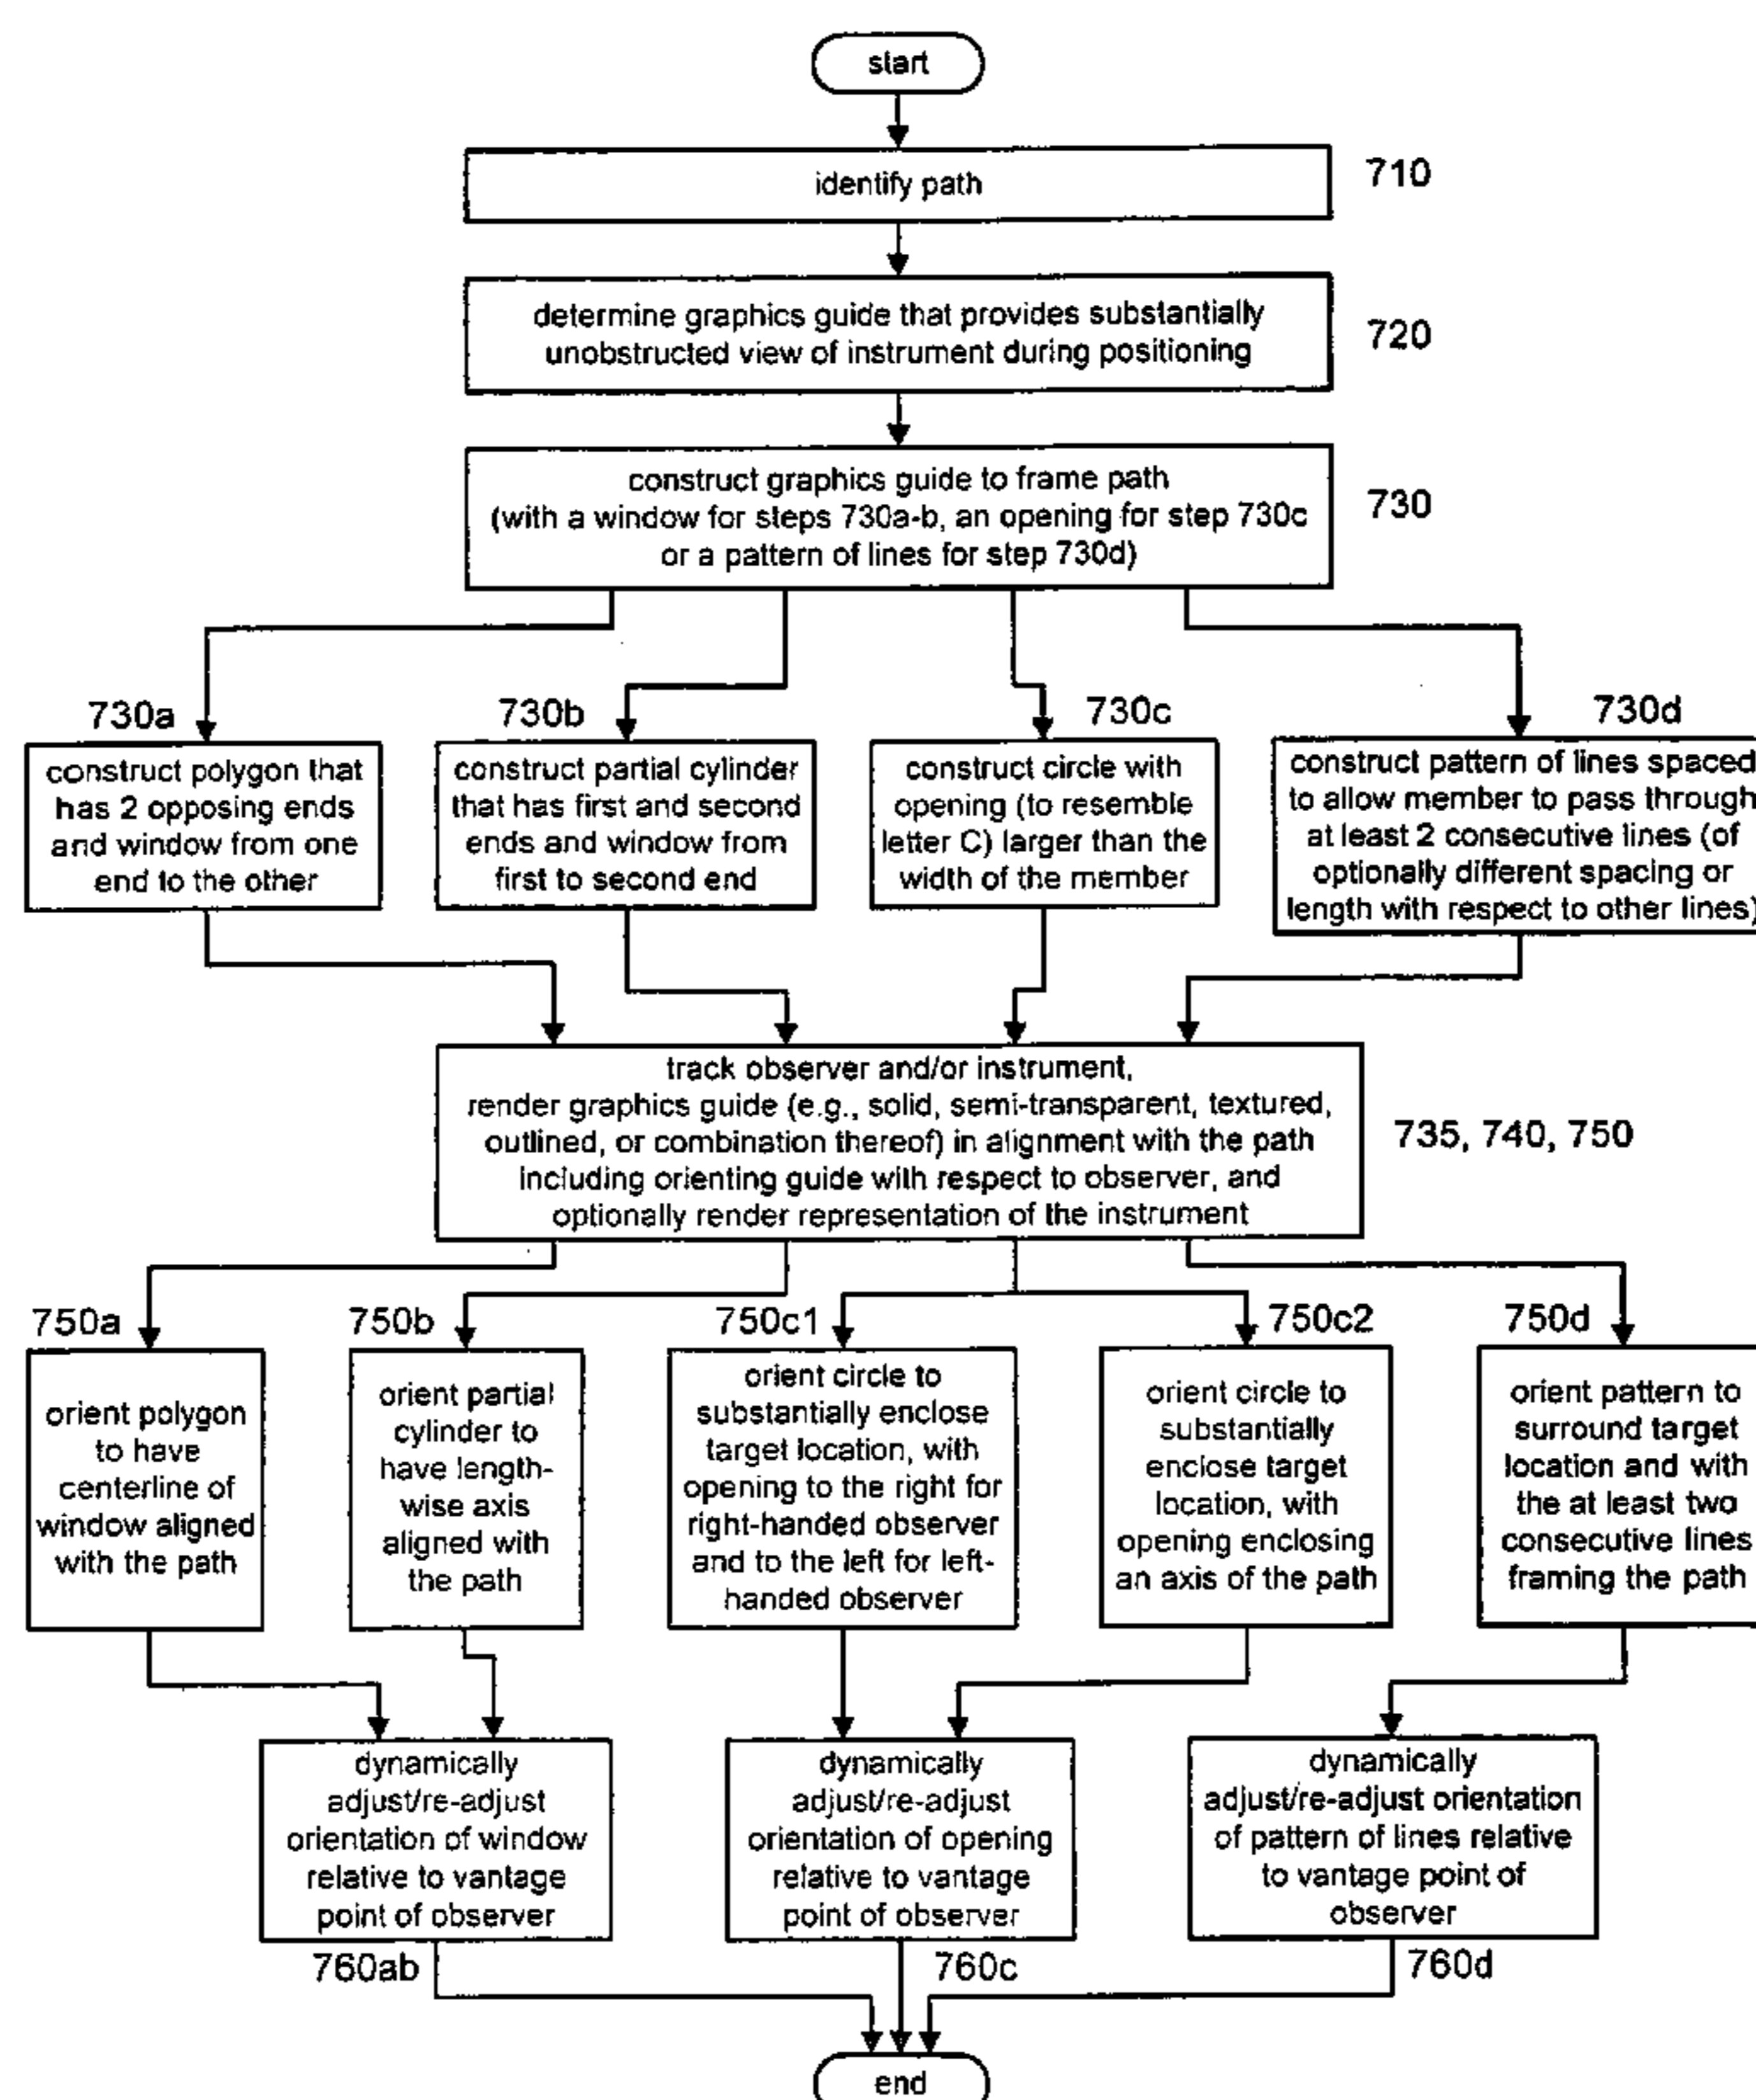 start
identify path
710
determine graphics guide that provides substantially
unobstructed view of instrument during positioning
720
construct graphics guide to frame path
(with a window for steps 730a-b, an opening for step 730c
or a pattern of lines for step 730d)
730
730a
construct polygon that
has 2 opposing ends
and window from one
end to the other
730b
construct partial cylinder
that has first and second
ends and window from
first to second end
730c
construct circle with
opening (to resemble
letter C) larger than the
width of the member
730d
construct pattern of lines spaced
to allow member to pass through
at least 2 consecutive lines (of
optionally different spacing or
length with respect to other lines)
track observer and/or instrument,
render graphics guide (e.g., solid, semi-transparent, textured,
outlined, or combination thereof) in alignment with the path
including orienting guide with respect to observer, and
optionally render representation of the instrument
735, 740, 750
750a
orient polygon
to have
centerline of
window aligned
with the path
750b
orient partial
cylinder to
have length-
wise axis
aligned with
the path
750c1
orient circle to
substantially enclose
target location, with
opening to the right for
right-handed observer
and to the left for left-
handed observer
750c2
orient circle to
substantially
enclose target
location, with
opening enclosing
an axis of the path
750d
orient pattern to
surround target
location and with
the at least two
consecutive lines
framing the path
dynamically
adjust/re-adjust
orientation of window
relative to vantage
point of observer
760ab
dynamically
adjust/re-adjust
orientation of opening
relative to vantage
point of observer
760c
dynamically
adjust/re-adjust orientation
of pattern of lines relative
to vantage point of
observer
760d
end